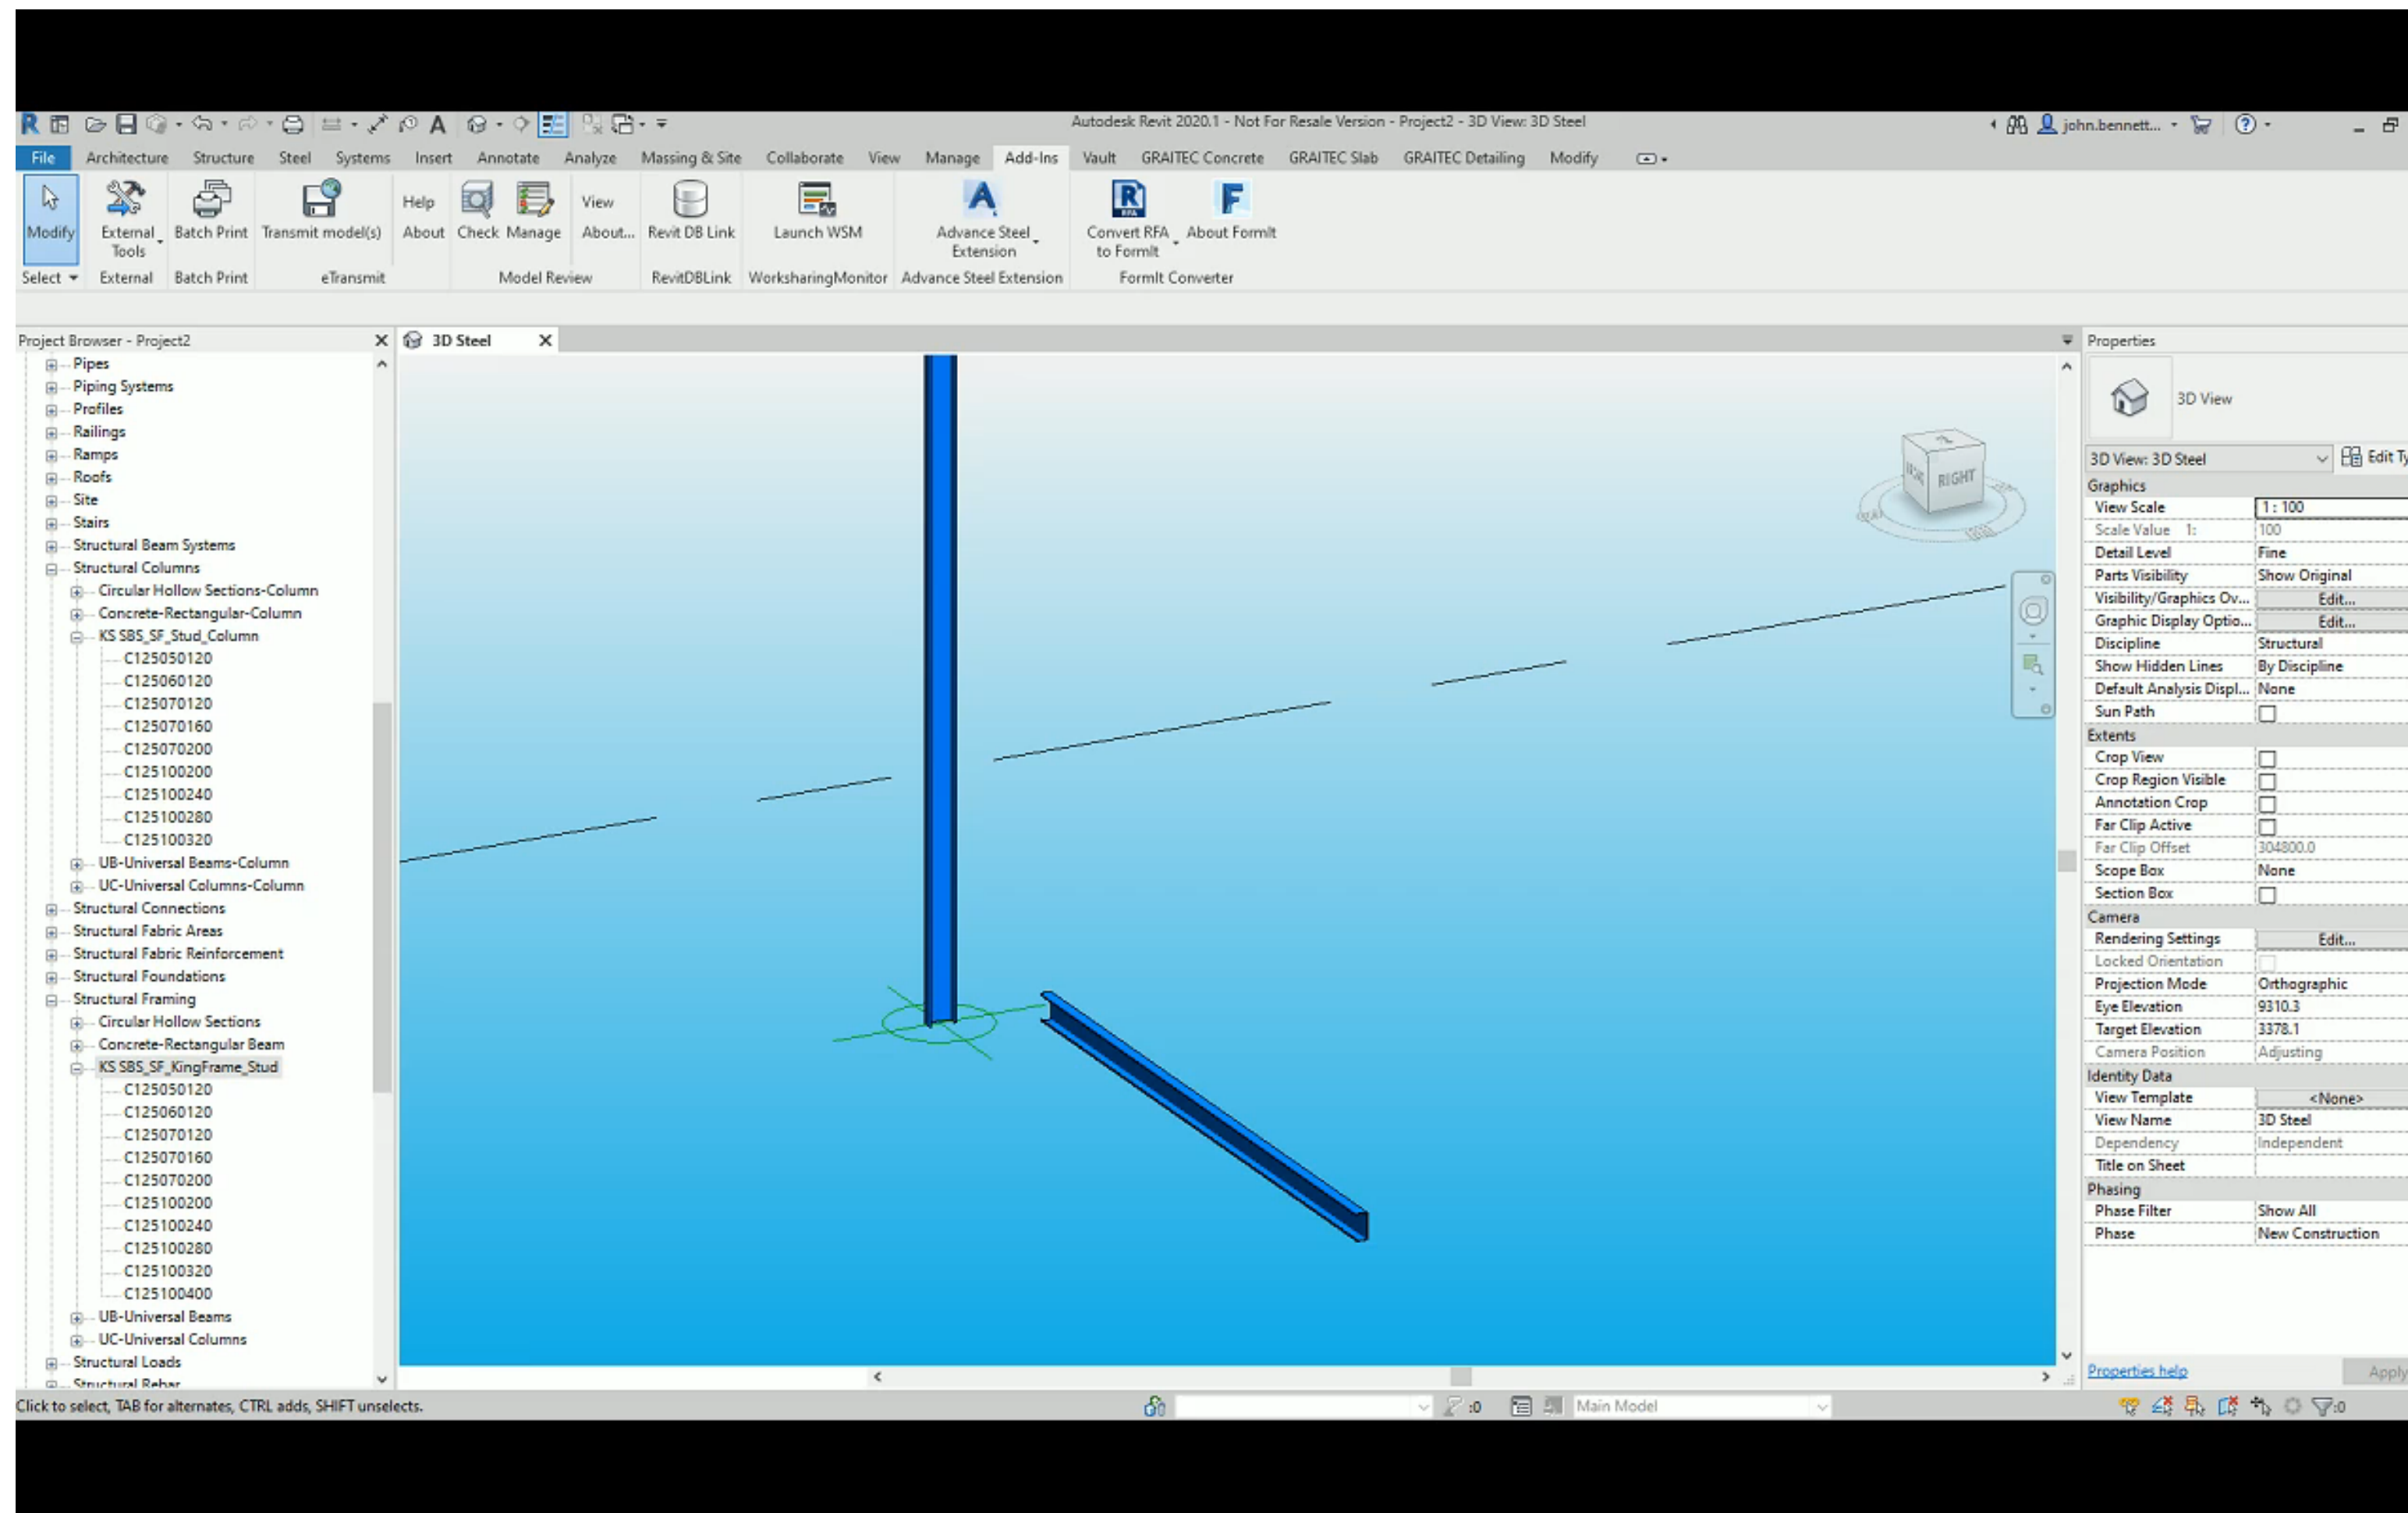 Autodesk Revit 2020.1 - Not For Resale Version - Project2 - 3D View: 3D Steel
john.bennett...
File Architecture Structure Steel Systems Insert Annotate Analyze Massing & Site Collaborate View Manage Add-Ins Vault GRAITEC Concrete GRAITEC Slab GRAITEC Detailing Modify
Modify
External Tools
Batch Print
Transmit model(s)
Help
About
Check
Manage
View
About...
Revit DB Link
Launch WSM
Advance Steel Extension
Convert RFA to FormIt
About FormIt
Select External Batch Print eTransmit Model Review RevitDBLink WorksharingMonitor Advance Steel Extension FormIt Converter
Project Browser - Project2
Pipes
Piping Systems
Profiles
Railings
Ramps
Roofs
Site
Stairs
Structural Beam Systems
Structural Columns
Circular Hollow Sections-Column
Concrete-Rectangular-Column
KS SBS_SF_Stud_Column
C125050120
C125060120
C125070120
C125070160
C125070200
C125100200
C125100240
C125100280
C125100320
UB-Universal Beams-Column
UC-Universal Columns-Column
Structural Connections
Structural Fabric Areas
Structural Fabric Reinforcement
Structural Foundations
Structural Framing
Circular Hollow Sections
Concrete-Rectangular Beam
KS SBS_SF_KingFrame_Stud
C125050120
C125060120
C125070120
C125070160
C125070200
C125100200
C125100240
C125100280
C125100320
C125100400
UB-Universal Beams
UC-Universal Columns
Structural Loads
Structural Rebar
3D Steel
RIGHT
Properties
3D View
3D View: 3D Steel Edit Ty
Graphics
View Scale 1 : 100
Scale Value 1: 100
Detail Level Fine
Parts Visibility Show Original
Visibility/Graphics Ov... Edit...
Graphic Display Optio... Edit...
Discipline Structural
Show Hidden Lines By Discipline
Default Analysis Displ... None
Sun Path
Extents
Crop View
Crop Region Visible
Annotation Crop
Far Clip Active
Far Clip Offset 304800.0
Scope Box None
Section Box
Camera
Rendering Settings Edit...
Locked Orientation
Projection Mode Orthographic
Eye Elevation 9310.3
Target Elevation 3378.1
Camera Position Adjusting
Identity Data
View Template <None>
View Name 3D Steel
Dependency Independent
Title on Sheet
Phasing
Phase Filter Show All
Phase New Construction
Properties help Apply
Click to select, TAB for alternates, CTRL adds, SHIFT unselects.
:0
Main Model
:0